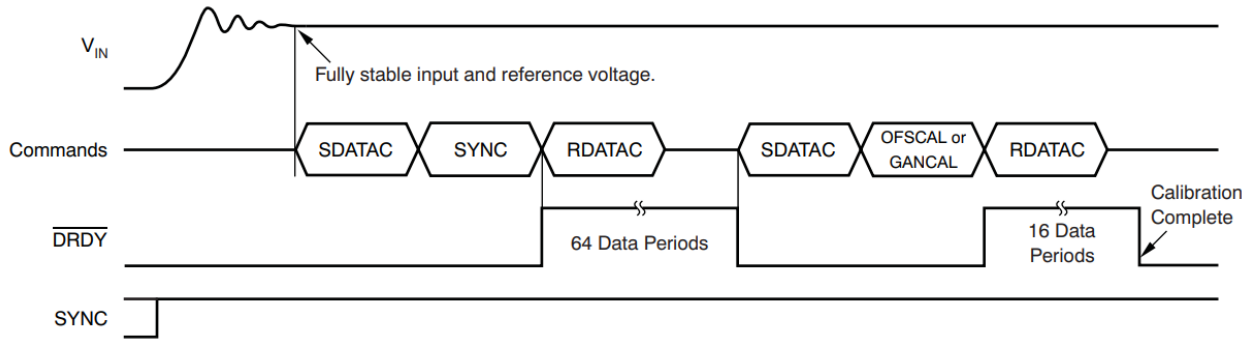 V_IN
Fully stable input and reference voltage.
Commands
SDATAC
SYNC
RDATAC
SDATAC
OFSCAL or
GANCAL
RDATAC
DRDY
64 Data Periods
16 Data
Periods
Calibration
Complete
SYNC